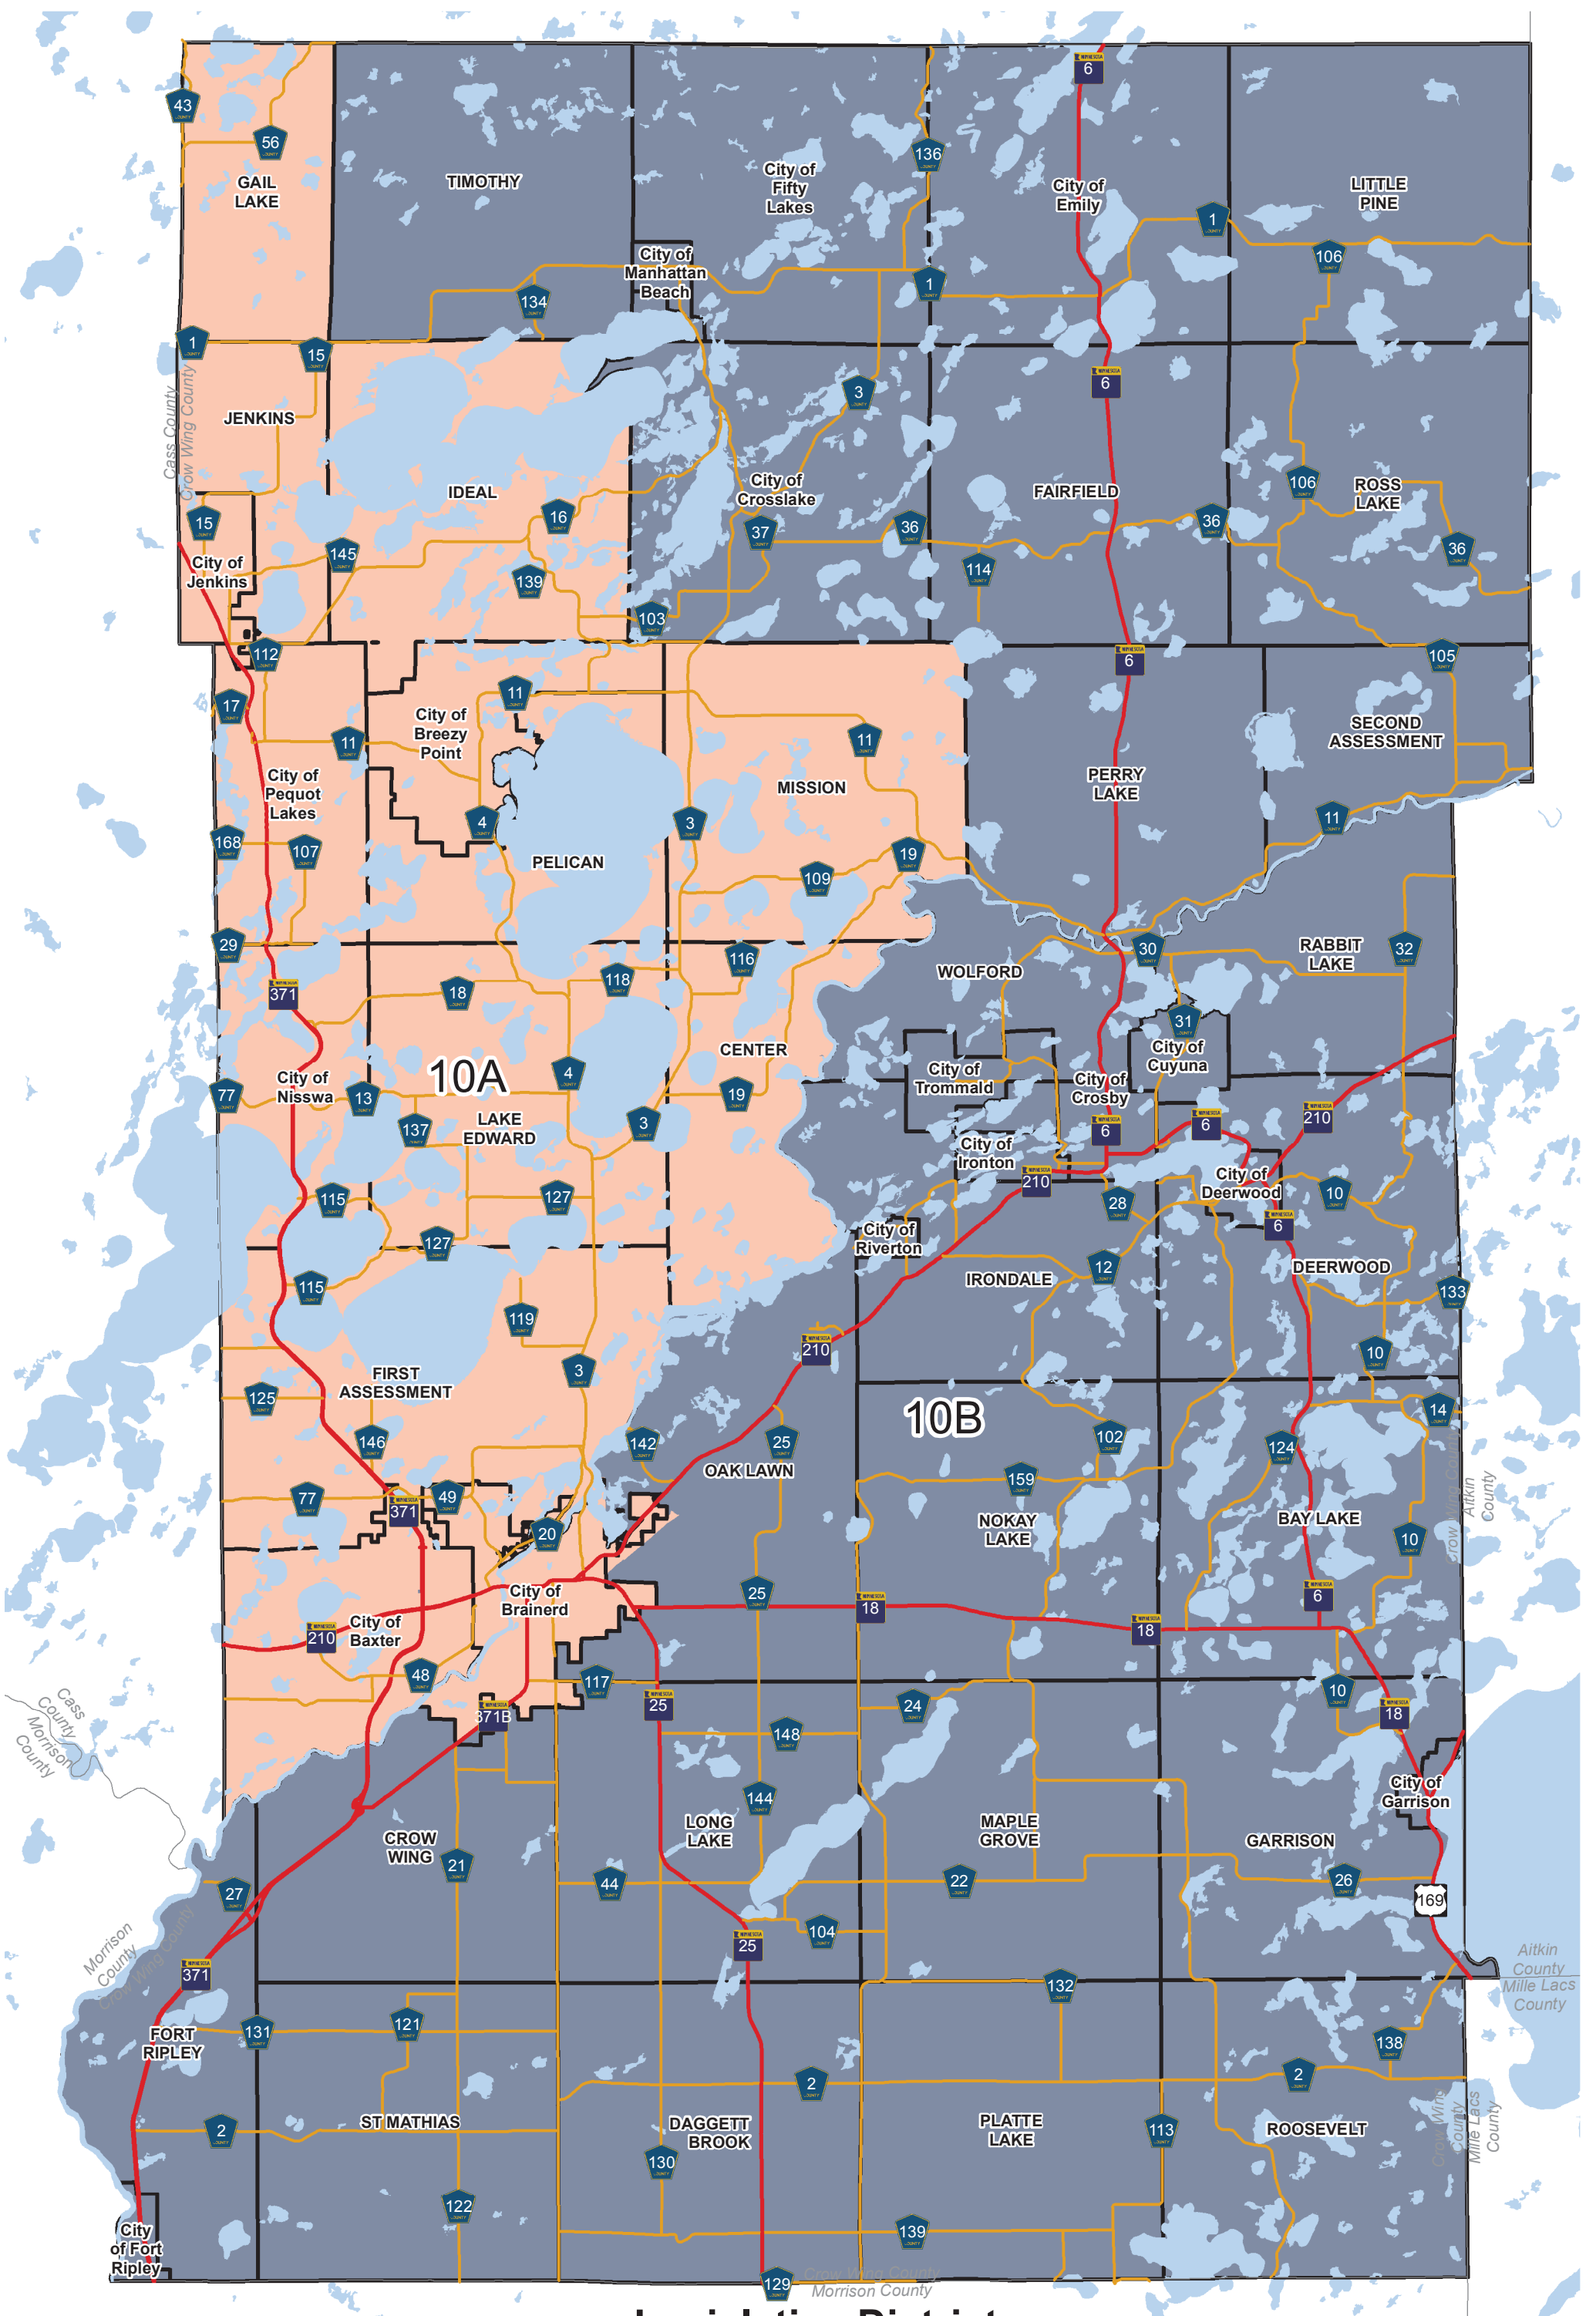 6
43
136
56
GAIL
LAKE
TIMOTHY
City of
Fifty
Lakes
City of
Emily
LITTLE
PINE
1
106
City of
Manhattan
Beach
134
1
1
15
6
3
JENKINS
Cass County
Crow Wing County
IDEAL
City of
Crosslake
FAIRFIELD
106
ROSS
LAKE
15
16
37
36
36
36
145
City of
Jenkins
139
114
103
112
6
105
17
11
City of
Breezy
Point
11
11
SECOND
ASSESSMENT
City of
Pequot
Lakes
MISSION
PERRY
LAKE
4
3
11
168
107
PELICAN
19
109
29
30
RABBIT
LAKE
32
116
WOLFORD
118
371
18
31
CENTER
City of
Cuyuna
City of
Trommald
City of
Crosby
10A
4
City of
Nisswa
77
13
19
137
LAKE
EDWARD
3
6
6
210
City of
Ironton
210
City of
Deerwood
115
127
28
10
6
City of
Riverton
127
115
IRONDALE
12
DEERWOOD
133
119
210
10
3
FIRST
ASSESSMENT
125
10B
14
146
142
25
102
124
OAK LAWN
159
Crow Wing County
Aitkin
County
77
49
371
20
NOKAY
LAKE
BAY LAKE
10
City of
Brainerd
25
18
6
210
City of
Baxter
18
48
117
10
371B
25
24
18
148
Cass
County
Morrison
County
144
City of
Garrison
CROW
WING
LONG
LAKE
MAPLE
GROVE
GARRISON
21
27
44
22
26
169
104
25
Morrison
County
Crow Wing County
371
132
Aitkin
County
Mille Lacs
County
FORT
RIPLEY
131
121
138
2
2
2
ST MATHIAS
DAGGETT
BROOK
PLATTE
LAKE
113
ROOSEVELT
Crow Wing
County
Mille Lacs
County
130
122
139
City
of Fort
Ripley
129
Crow Wing County
Morrison County